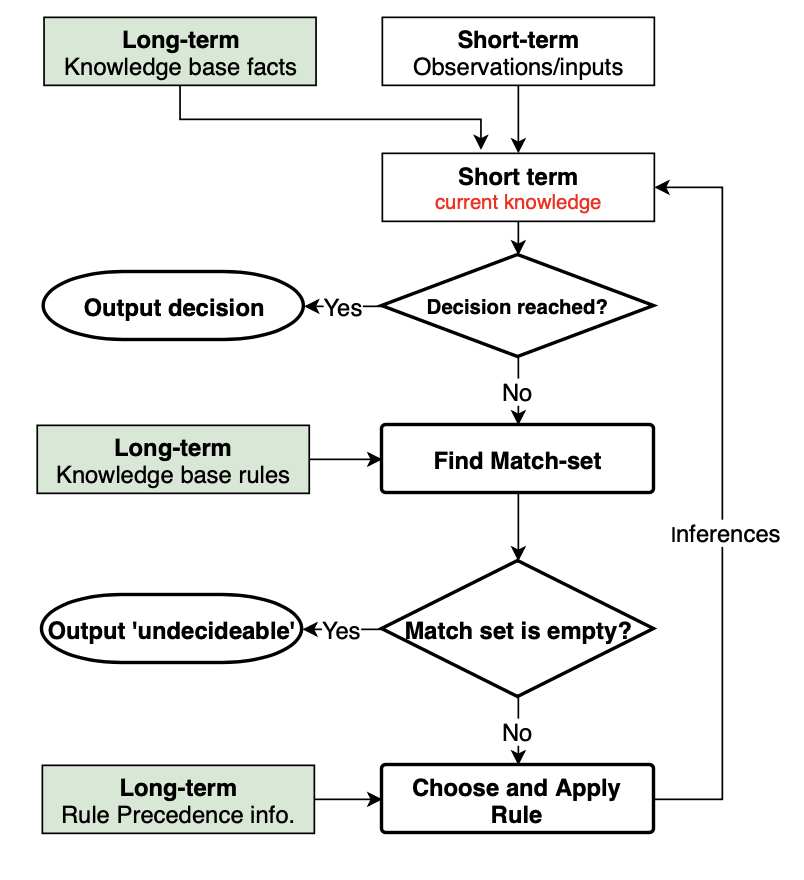 Long-term
Knowledge base facts
Short-term
Observations/inputs
Short term
current knowledge
Decision reached?
Yes
Output decision
No
Long-term
Knowledge base rules
Find Match-set
Inferences
Match set is empty?
Yes
Output 'undecideable'
No
Long-term
Rule Precedence info.
Choose and Apply
Rule